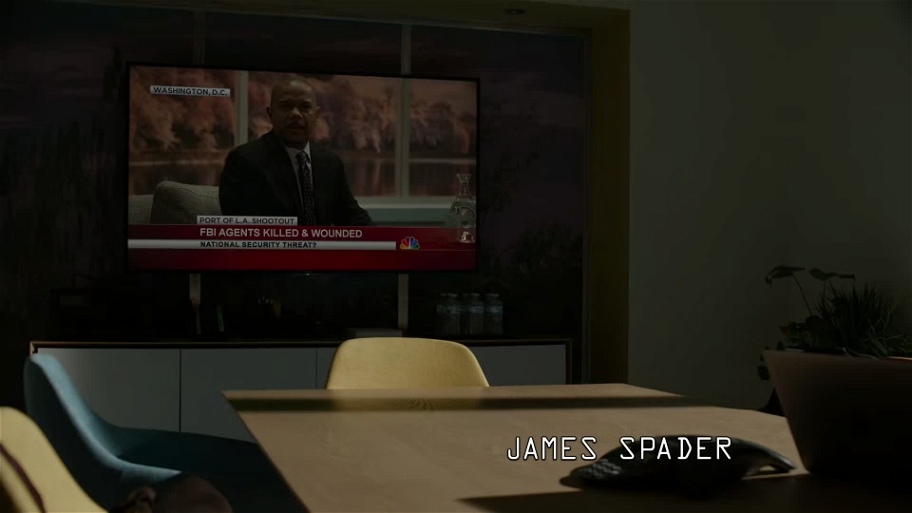 WASHINGTON, D.C.
PORT OF L.A. SHOOTOUT
FBI AGENTS KILLED & WOUNDED
NATIONAL SECURITY THREAT?
JAMES SPADER